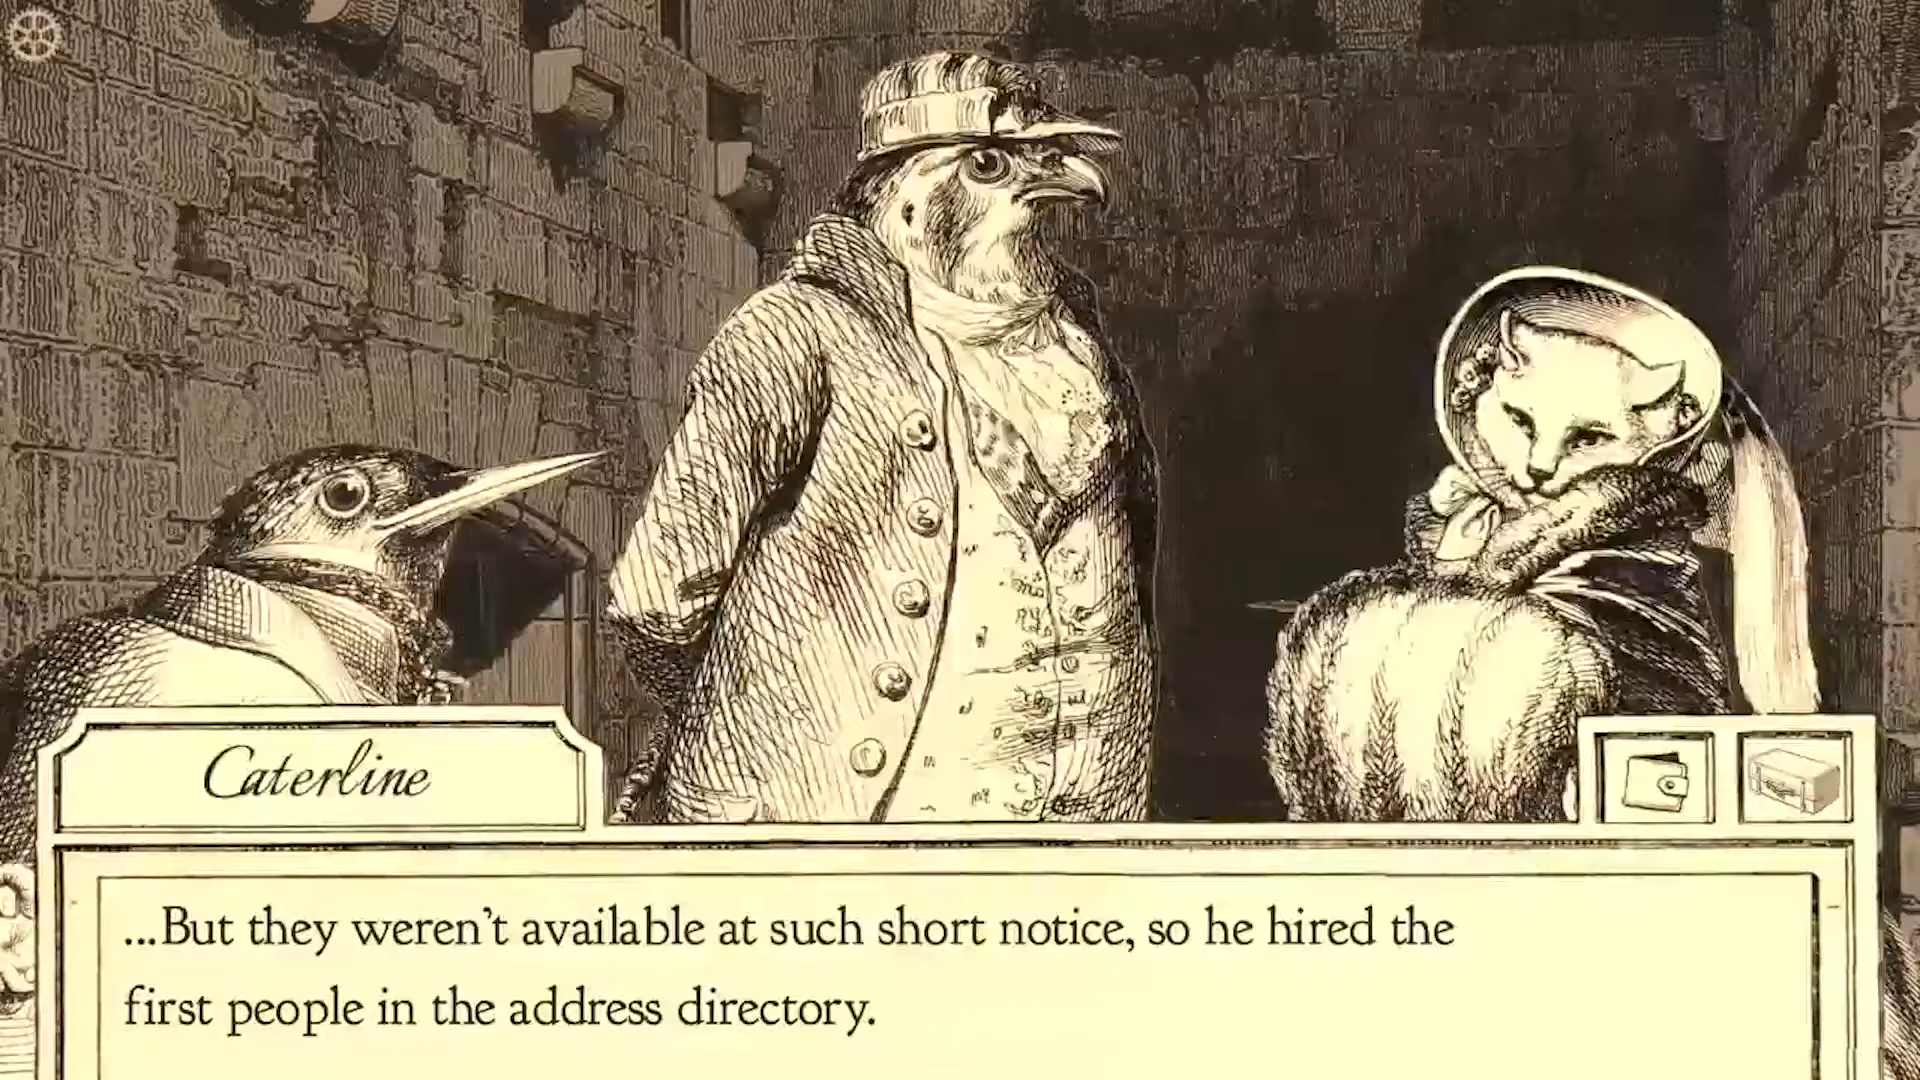 Caterline
...But they weren't available at such short notice, so he hired the
first people in the address directory.